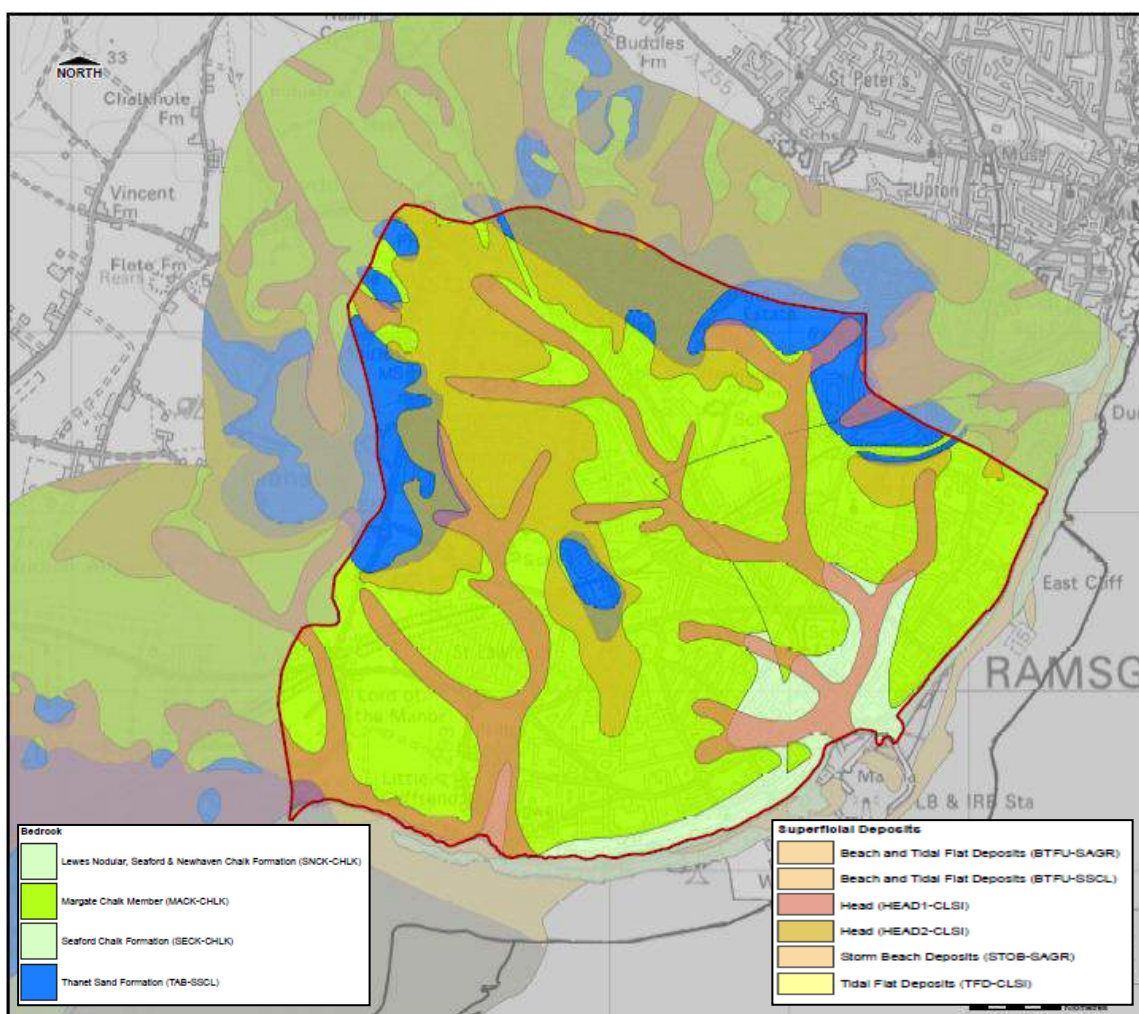 NORTH
33
Chalkhole
Fm
Vincent
Fm
Flete Fm
Buddles
Fm
A 255
St Peter's
Schs
Upton
East Cliff
RAMSG
Lord of
the Manor
LB & IRB Sta
Bedrock
Lewes Nodular, Seaford & Newhaven Chalk Formation (SNCK-CHLK)
Margate Chalk Member (MACK-CHLK)
Seaford Chalk Formation (SECK-CHLK)
Thanet Sand Formation (TAB-SSCL)
Superficial Deposits
Beach and Tidal Flat Deposits (BTFU-SAGR)
Beach and Tidal Flat Deposits (BTFU-SSCL)
Head (HEAD1-CLSI)
Head (HEAD2-CLSI)
Storm Beach Deposits (STOB-SAGR)
Tidal Flat Deposits (TFD-CLSI)